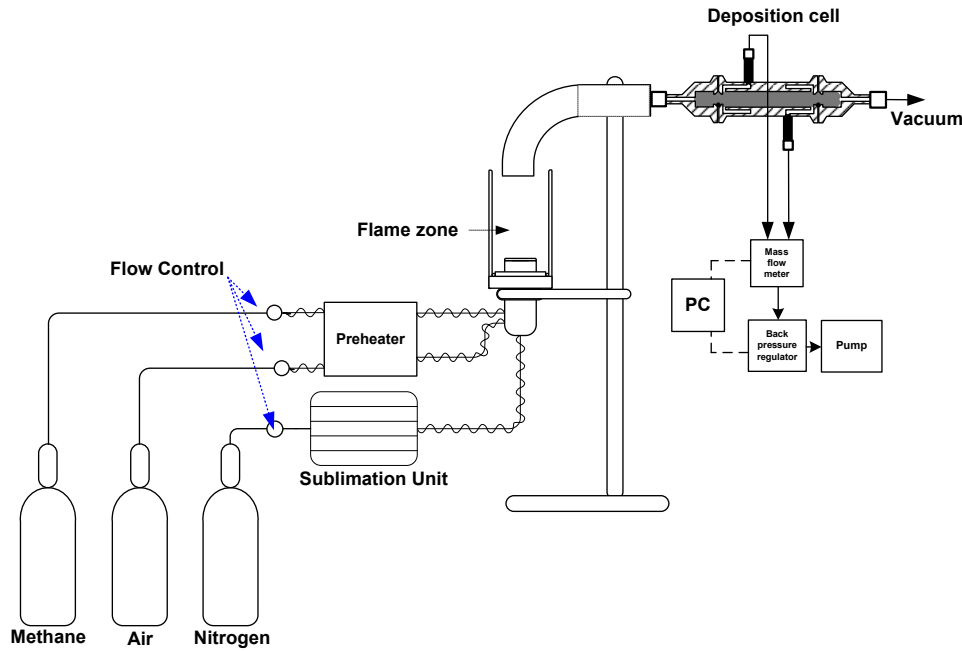 Deposition cell
Vacuum
Flame zone
Flow Control
Mass
flow
meter
PC
Preheater
Back
pressure
regulator
Pump
Sublimation Unit
Methane
Air
Nitrogen